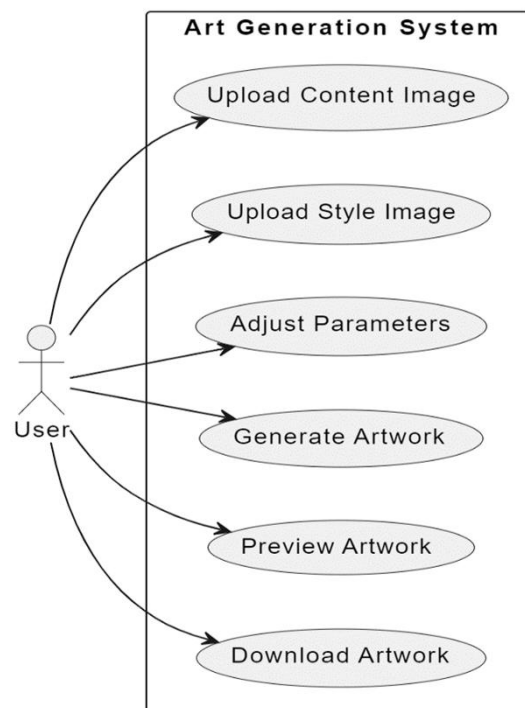 Art Generation System
Upload Content Image
Upload Style Image
Adjust Parameters
User
Generate Artwork
Preview Artwork
Download Artwork